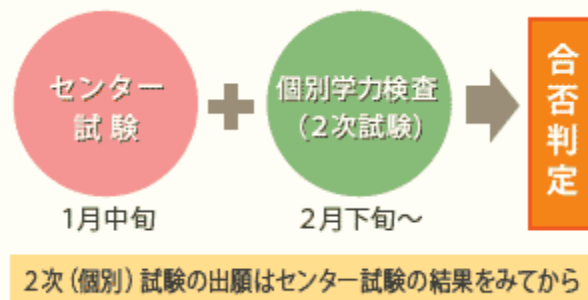 センター
試験
個別学力検査
（2次試験）
合否判定
1月中旬
2月下旬～
2次（個別）試験の出願はセンター試験の結果をみてから